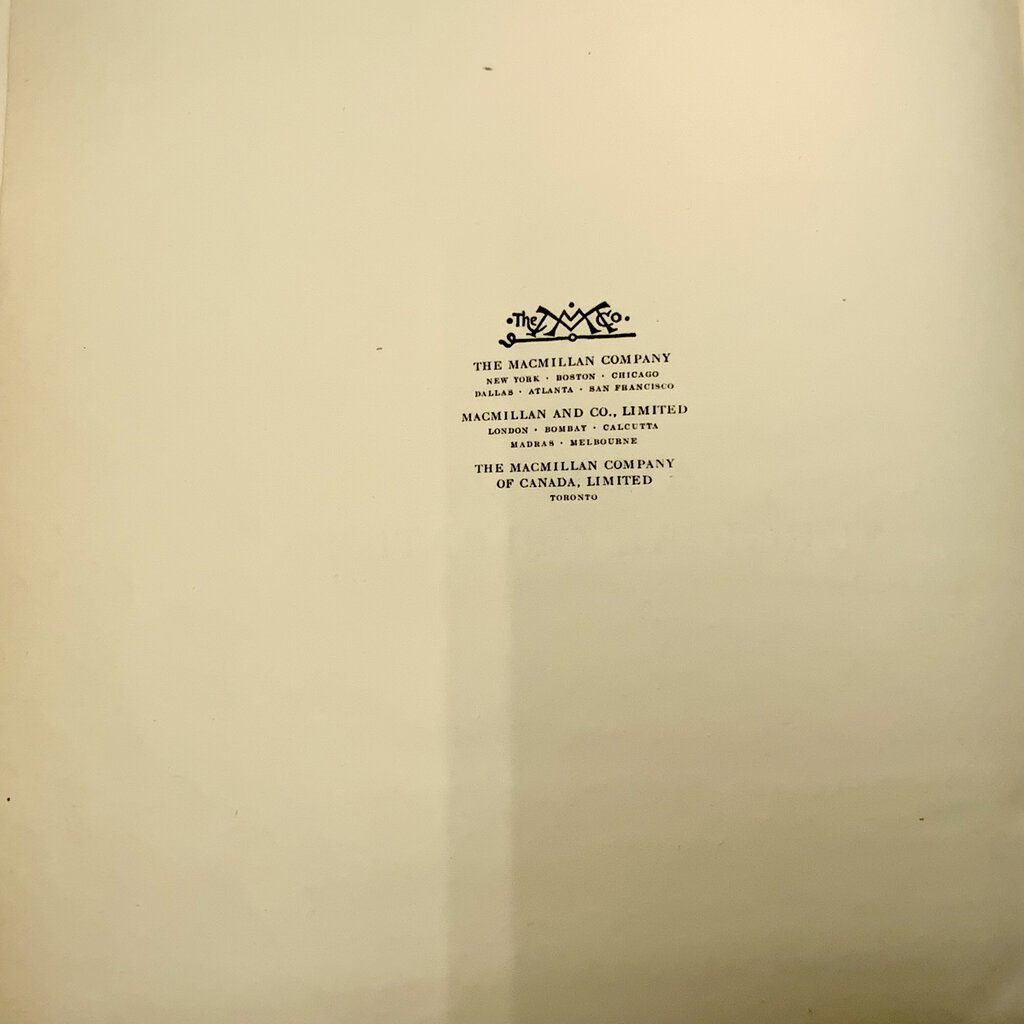 ·The M Co·
THE MACMILLAN COMPANY
NEW YORK · BOSTON · CHICAGO
DALLAS · ATLANTA · SAN FRANCISCO
MACMILLAN AND CO., LIMITED
LONDON · BOMBAY · CALCUTTA
MADRAS · MELBOURNE
THE MACMILLAN COMPANY
OF CANADA, LIMITED
TORONTO